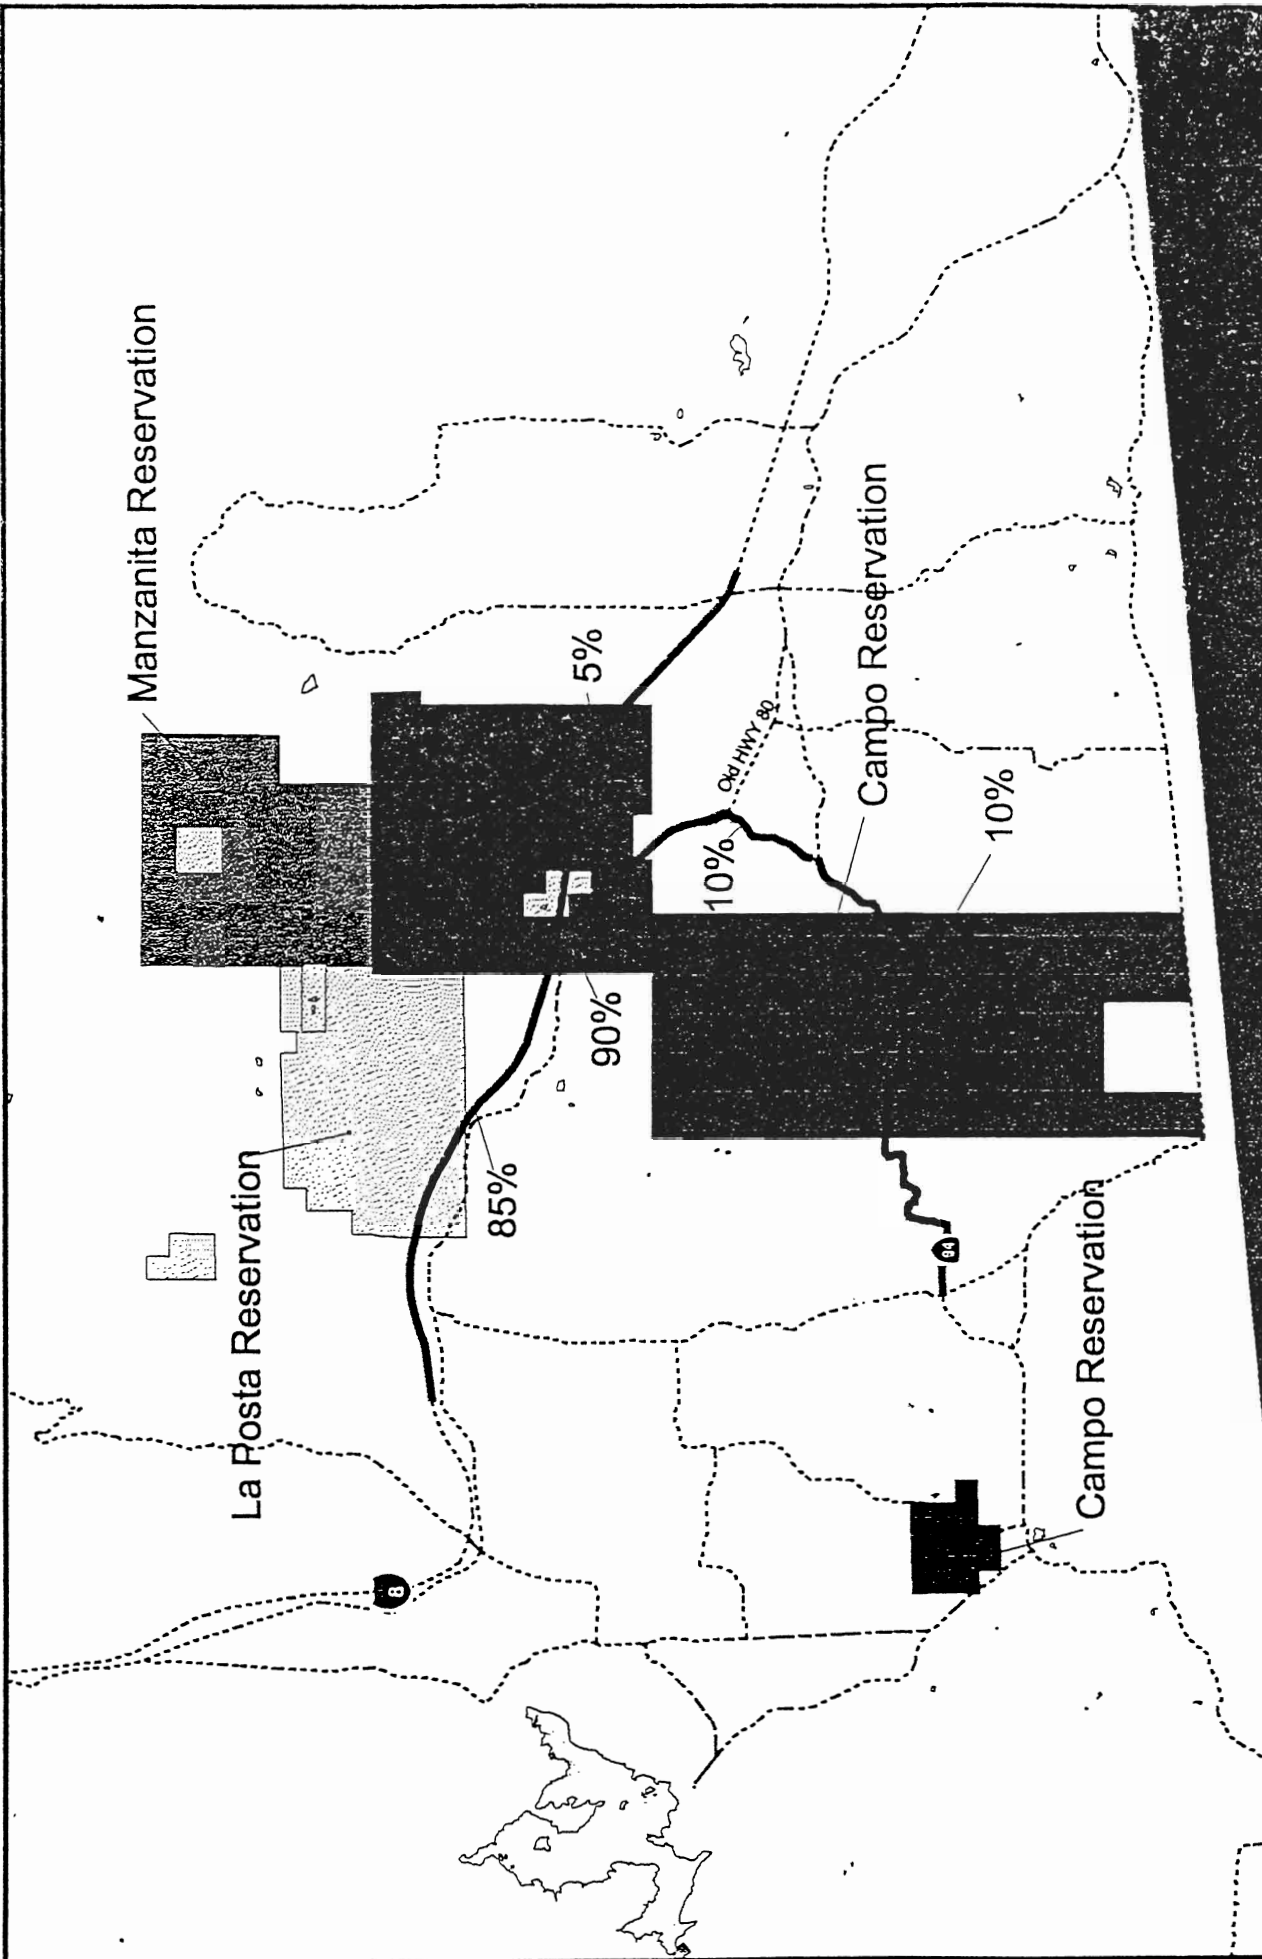 Manzanita Reservation
La Posta Reservation
8
5%
90%
85%
Old HWY 80
10%
Campo Reservation
10%
94
Campo Reservation